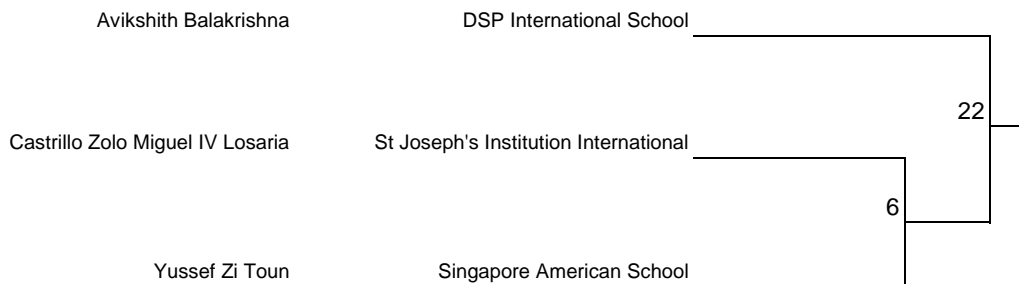 Avikshith Balakrishna DSP International School
22
Castrillo Zolo Miguel IV Losaria St Joseph's Institution International
6
Yussef Zi Toun Singapore American School